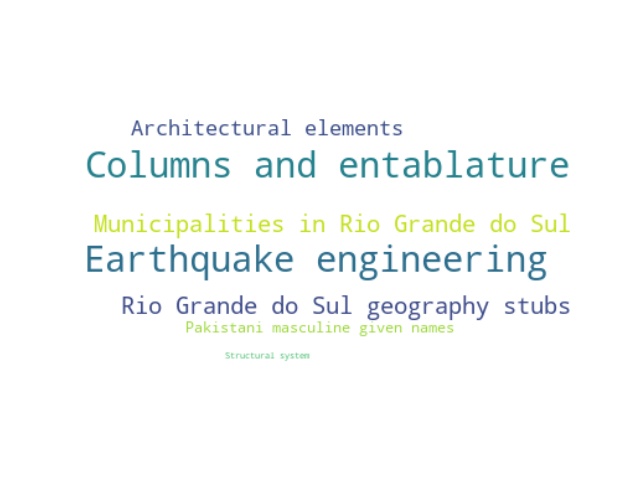 Architectural elements
Columns and entablature
Municipalities in Rio Grande do Sul
Earthquake engineering
Rio Grande do Sul geography stubs
Pakistani masculine given names
Structural system